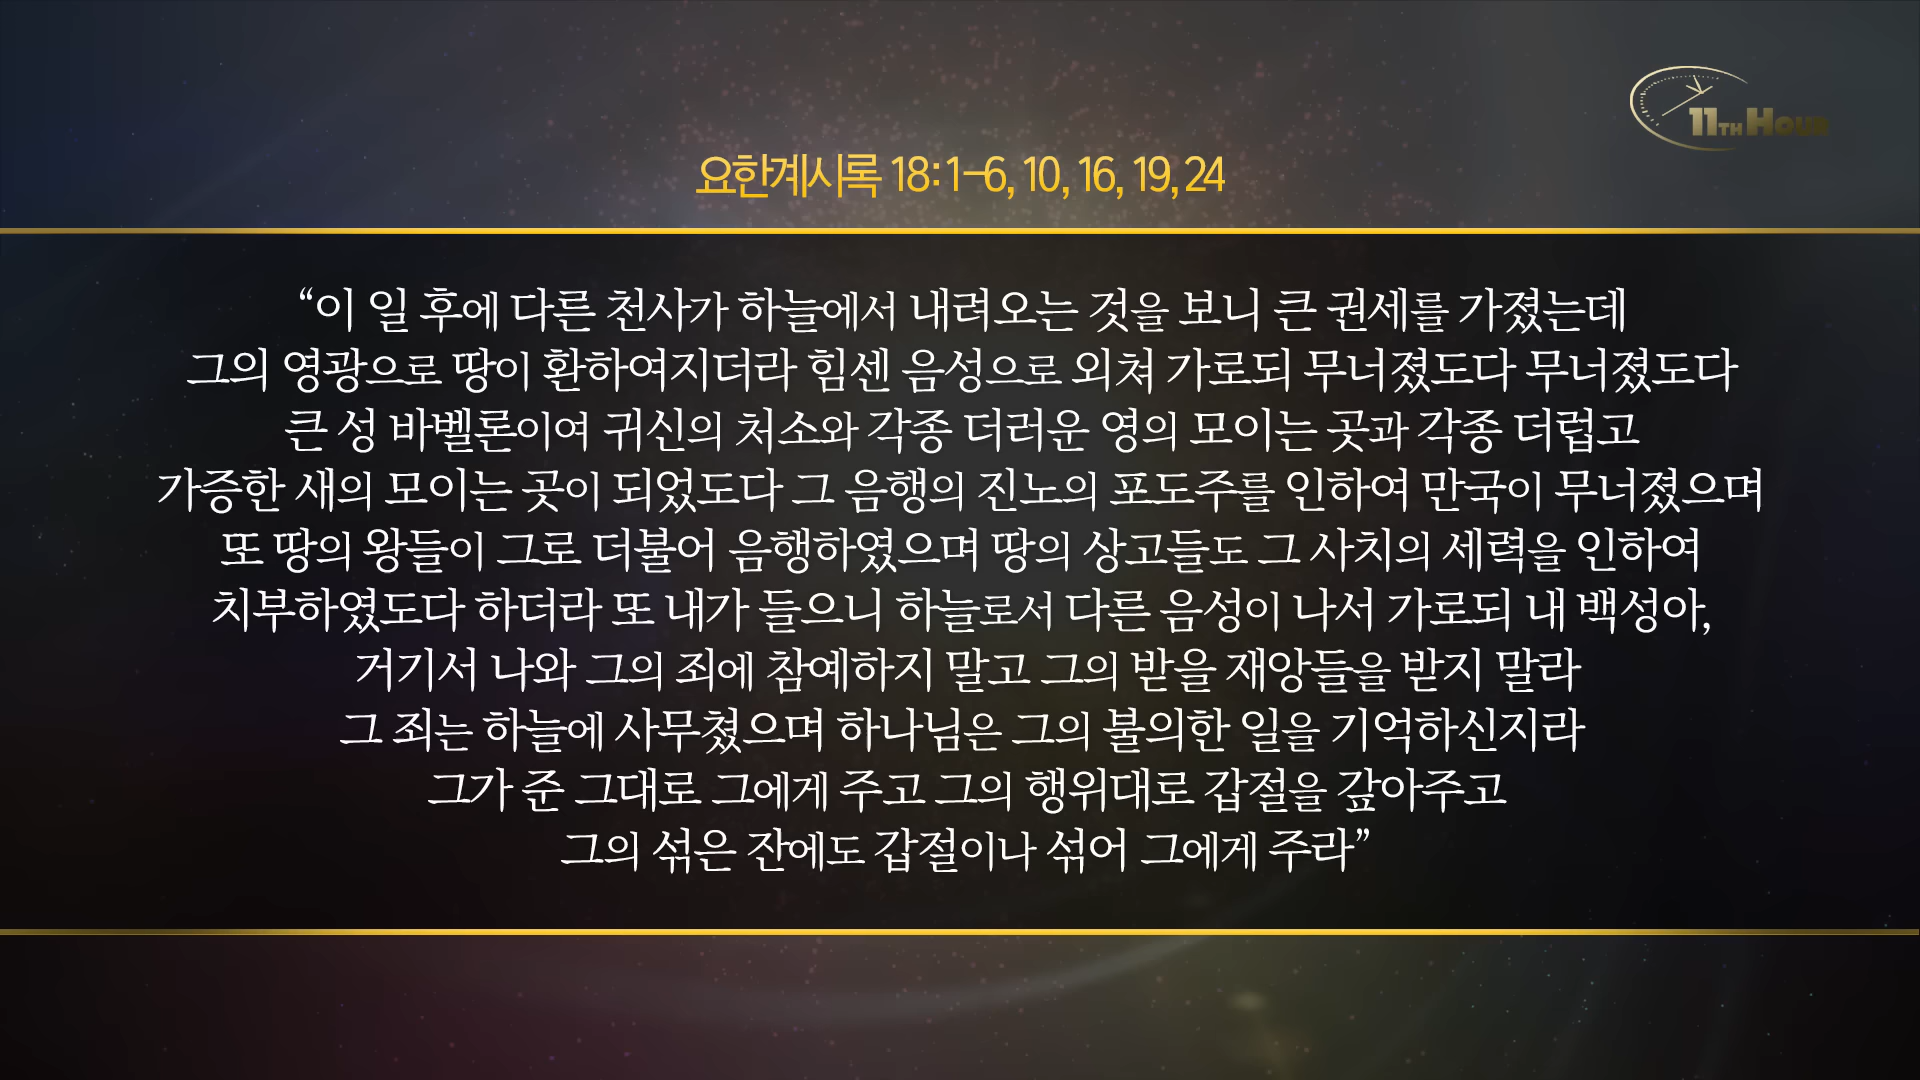 11TH HOUR
요한계시록 18:1-6, 10, 16, 19, 24
“이 일 후에 다른 천사가 하늘에서 내려오는 것을 보니 큰 권세를 가졌는데
그의 영광으로 땅이 환하여지더라 힘센 음성으로 외쳐 가로되 무너졌도다 무너졌도다
큰 성 바벨론이여 귀신의 처소와 각종 더러운 영의 모이는 곳과 각종 더럽고
가증한 새의 모이는 곳이 되었도다 그 음행의 진노의 포도주를 인하여 만국이 무너졌으며
또 땅의 왕들이 그로 더불어 음행하였으며 땅의 상고들도 그 사치의 세력을 인하여
치부하였도다 하더라 또 내가 들으니 하늘로서 다른 음성이 나서 가로되 내 백성아,
거기서 나와 그의 죄에 참예하지 말고 그의 받을 재앙들을 받지 말라
그 죄는 하늘에 사무쳤으며 하나님은 그의 불의한 일을 기억하신지라
그가 준 그대로 그에게 주고 그의 행위대로 갑절을 갚아주고
그의 섞은 잔에도 갑절이나 섞어 그에게 주라”